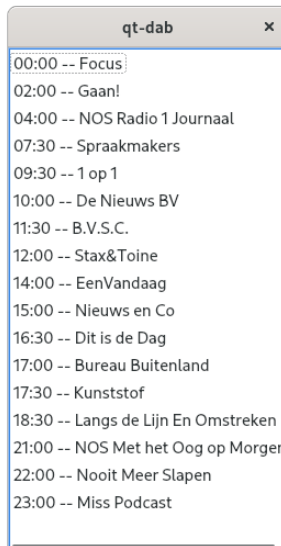 qt-dab ×
00:00 -- Focus
02:00 -- Gaan!
04:00 -- NOS Radio 1 Journaal
07:30 -- Spraakmakers
09:30 -- 1 op 1
10:00 -- De Nieuws BV
11:30 -- B.V.S.C.
12:00 -- Stax&Toine
14:00 -- EenVandaag
15:00 -- Nieuws en Co
16:30 -- Dit is de Dag
17:00 -- Bureau Buitenland
17:30 -- Kunststof
18:30 -- Langs de Lijn En Omstreken
21:00 -- NOS Met het Oog op Morgen
22:00 -- Nooit Meer Slapen
23:00 -- Miss Podcast